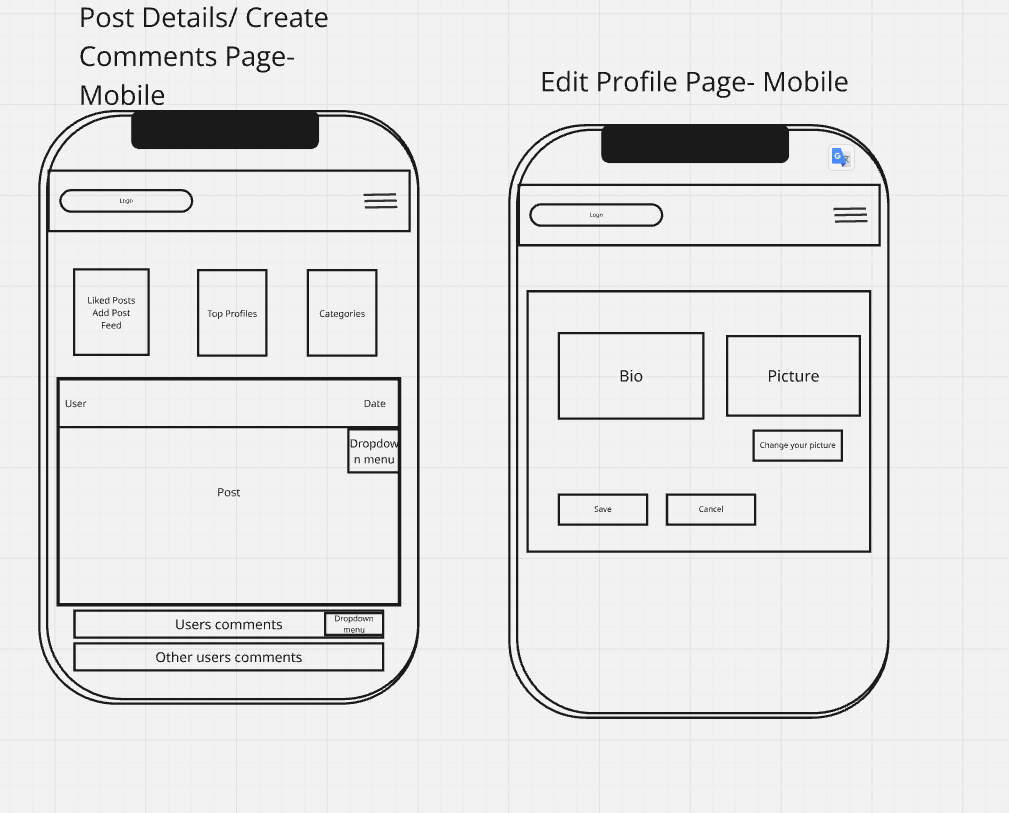 Post Details/ Create
Comments Page-
Mobile
Logo
Liked Posts
Add Post
Feed
Top Profiles
Categories
User
Date
Dropdow
n menu
Post
Users comments
Dropdown
menu
Other users comments
Edit Profile Page- Mobile
G
Logo
Bio
Picture
Change your picture
Save
Cancel